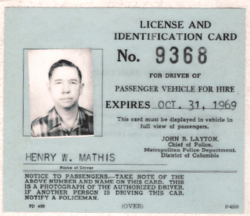 LICENSE AND
IDENTIFICATION CARD
No. 9368
FOR DRIVER OF
PASSENGER VEHICLE FOR HIRE
EXPIRES OCT. 31, 1969
This card must be displayed in vehicle in
full view of passengers.
JOHN B. LAYTON,
Chief of Police,
Metropolitan Police Department,
District of Columbia
HENRY W. MATHIS
Name of Driver
NOTICE TO PASSENGERS—TAKE NOTE OF
THE ABOVE NUMBER AND NAME ON THIS CARD. THIS
IS A PHOTOGRAPH OF THE AUTHORIZED DRIVER.
IF ANOTHER PERSON IS DRIVING THIS CAR,
NOTIFY A POLICEMAN.
(OVER)